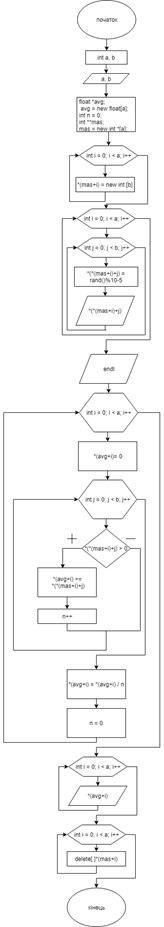 початок
int a, b
a, b
float *avg;
avg = new float[a];
int n = 0;
int **mas;
mas = new int *[a];
int i = 0; i < a; i++
*(mas+i) = new int [b]
int i = 0; i < a; i++
int j = 0; j < b; j++
*(*(mas+i)+j) =
rand()%10-5
*(*(mas+i)+j)
endl
int i = 0; i < a; i++
*(avg+i)= 0
int j = 0; j < b; j++
+
*(*(mas+i)+j) > 0
−
*(avg+i) +=
*(*(mas+i)+j)
n++
*(avg+i) = *(avg+i) / n
n = 0
int i = 0; i < a; i++
*(avg+i)
int i = 0; i < a; i++
delete[ ]*(mas+i)
кінець